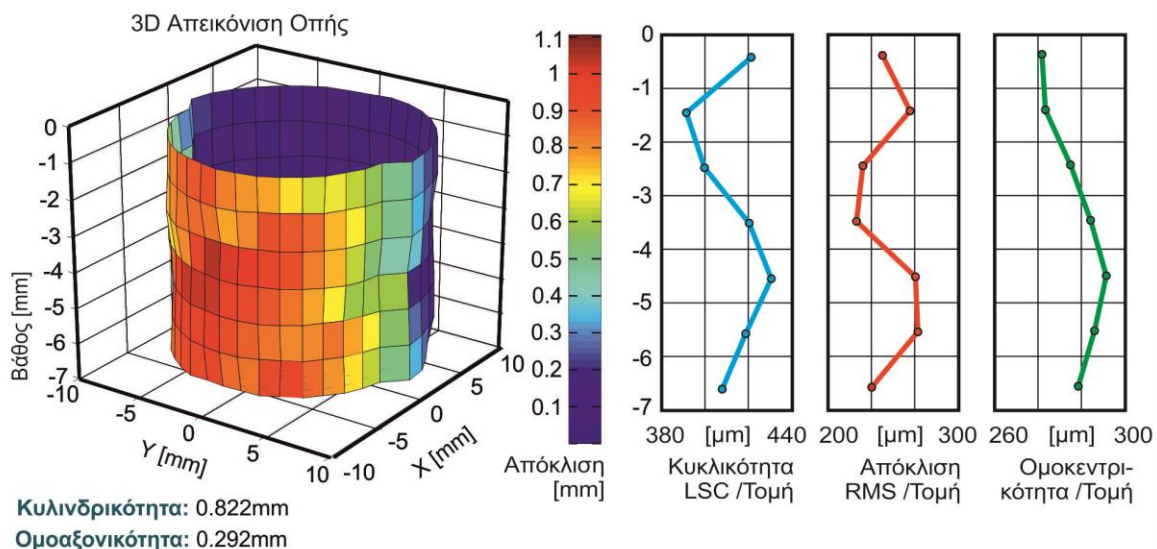 3D Απεικόνιση Οπής
0
-1
-2
-3
-4
-5
-6
-7
Βάθος [mm]
-10
-5
0
5
10
Y [mm]
-10
-5
0
5
10
X [mm]
1.1
1
0.9
0.8
0.7
0.6
0.5
0.4
0.3
0.2
0.1
Απόκλιση
[mm]
0
-1
-2
-3
-4
-5
-6
-7
380 [μm] 440
Κυκλικότητα
LSC /Τομή
200 [μm] 300
Απόκλιση
RMS /Τομή
260 [μm] 300
Ομοκεντρι-
κότητα /Τομή
Κυλινδρικότητα: 0.822mm
Ομοαξονικότητα: 0.292mm